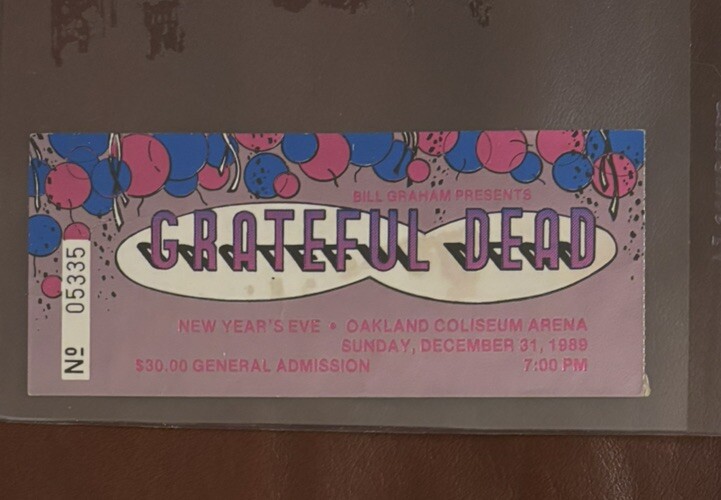 BILL GRAHAM PRESENTS
GRATEFUL DEAD
NEW YEAR'S EVE • OAKLAND COLISEUM ARENA
SUNDAY, DECEMBER 31, 1989
$30.00 GENERAL ADMISSION 7:00 PM
Nº 05335